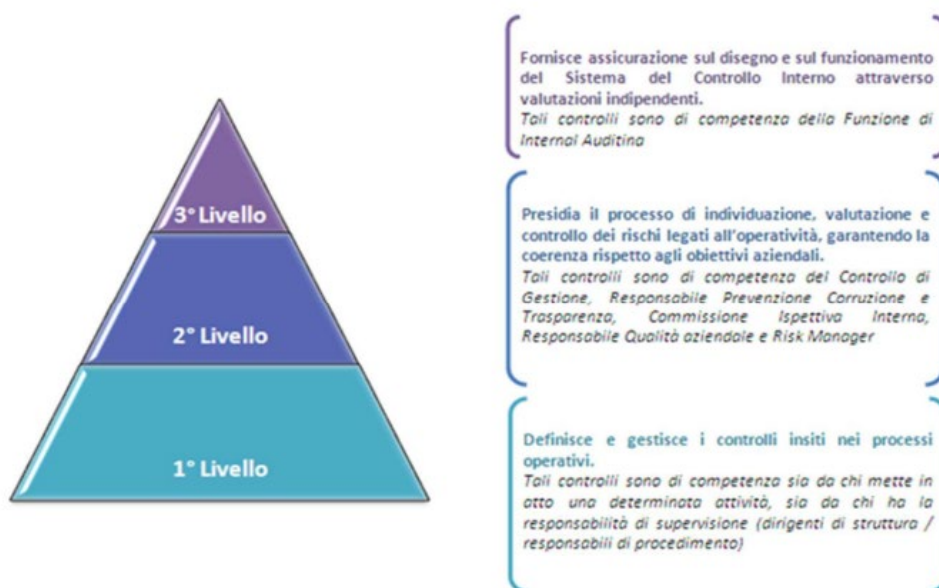 3° Livello
2° Livello
1° Livello
Fornisce assicurazione sul disegno e sul funzionamento
del Sistema del Controllo Interno attraverso
valutazioni indipendenti.
Tali controlli sono di competenza della Funzione di
Internal Auditing
Presidia il processo di individuazione, valutazione e
controllo dei rischi legati all'operatività, garantendo la
coerenza rispetto agli obiettivi aziendali.
Tali controlli sono di competenza del Controllo di
Gestione, Responsabile Prevenzione Corruzione e
Trasparenza, Commissione Ispettiva Interna,
Responsabile Qualità aziendale e Risk Manager
Definisce e gestisce i controlli insiti nei processi
operativi.
Tali controlli sono di competenza sia da chi mette in
atto una determinata attività, sia da chi ha la
responsabilità di supervisione (dirigenti di struttura /
responsabili di procedimento)